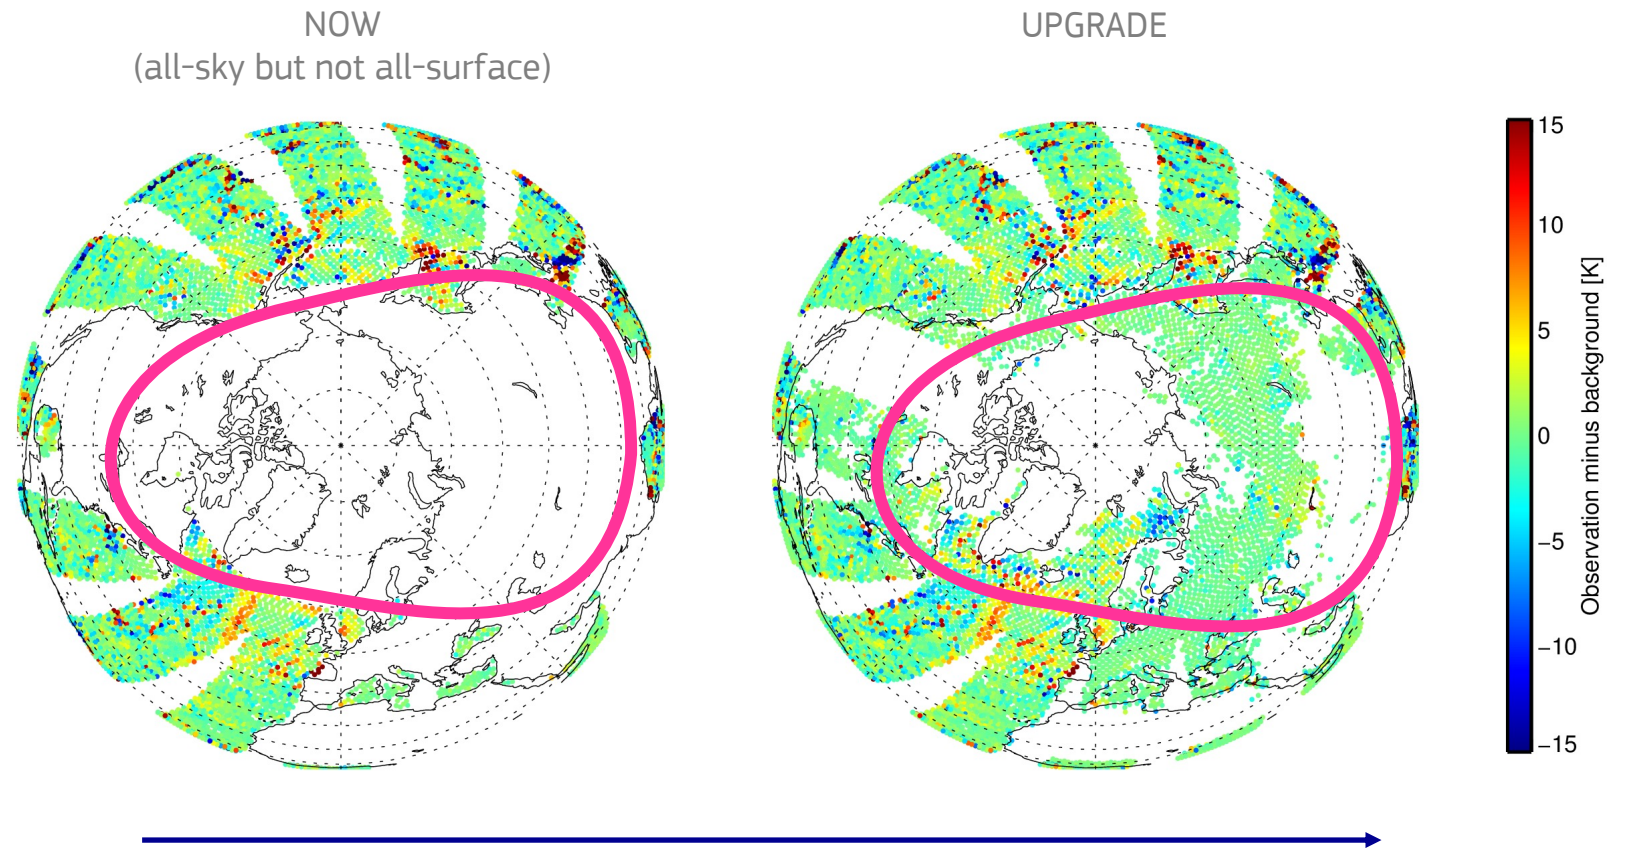 NOW
(all-sky but not all-surface)
UPGRADE
15
10
5
0
−5
−10
−15
Observation minus background [K]